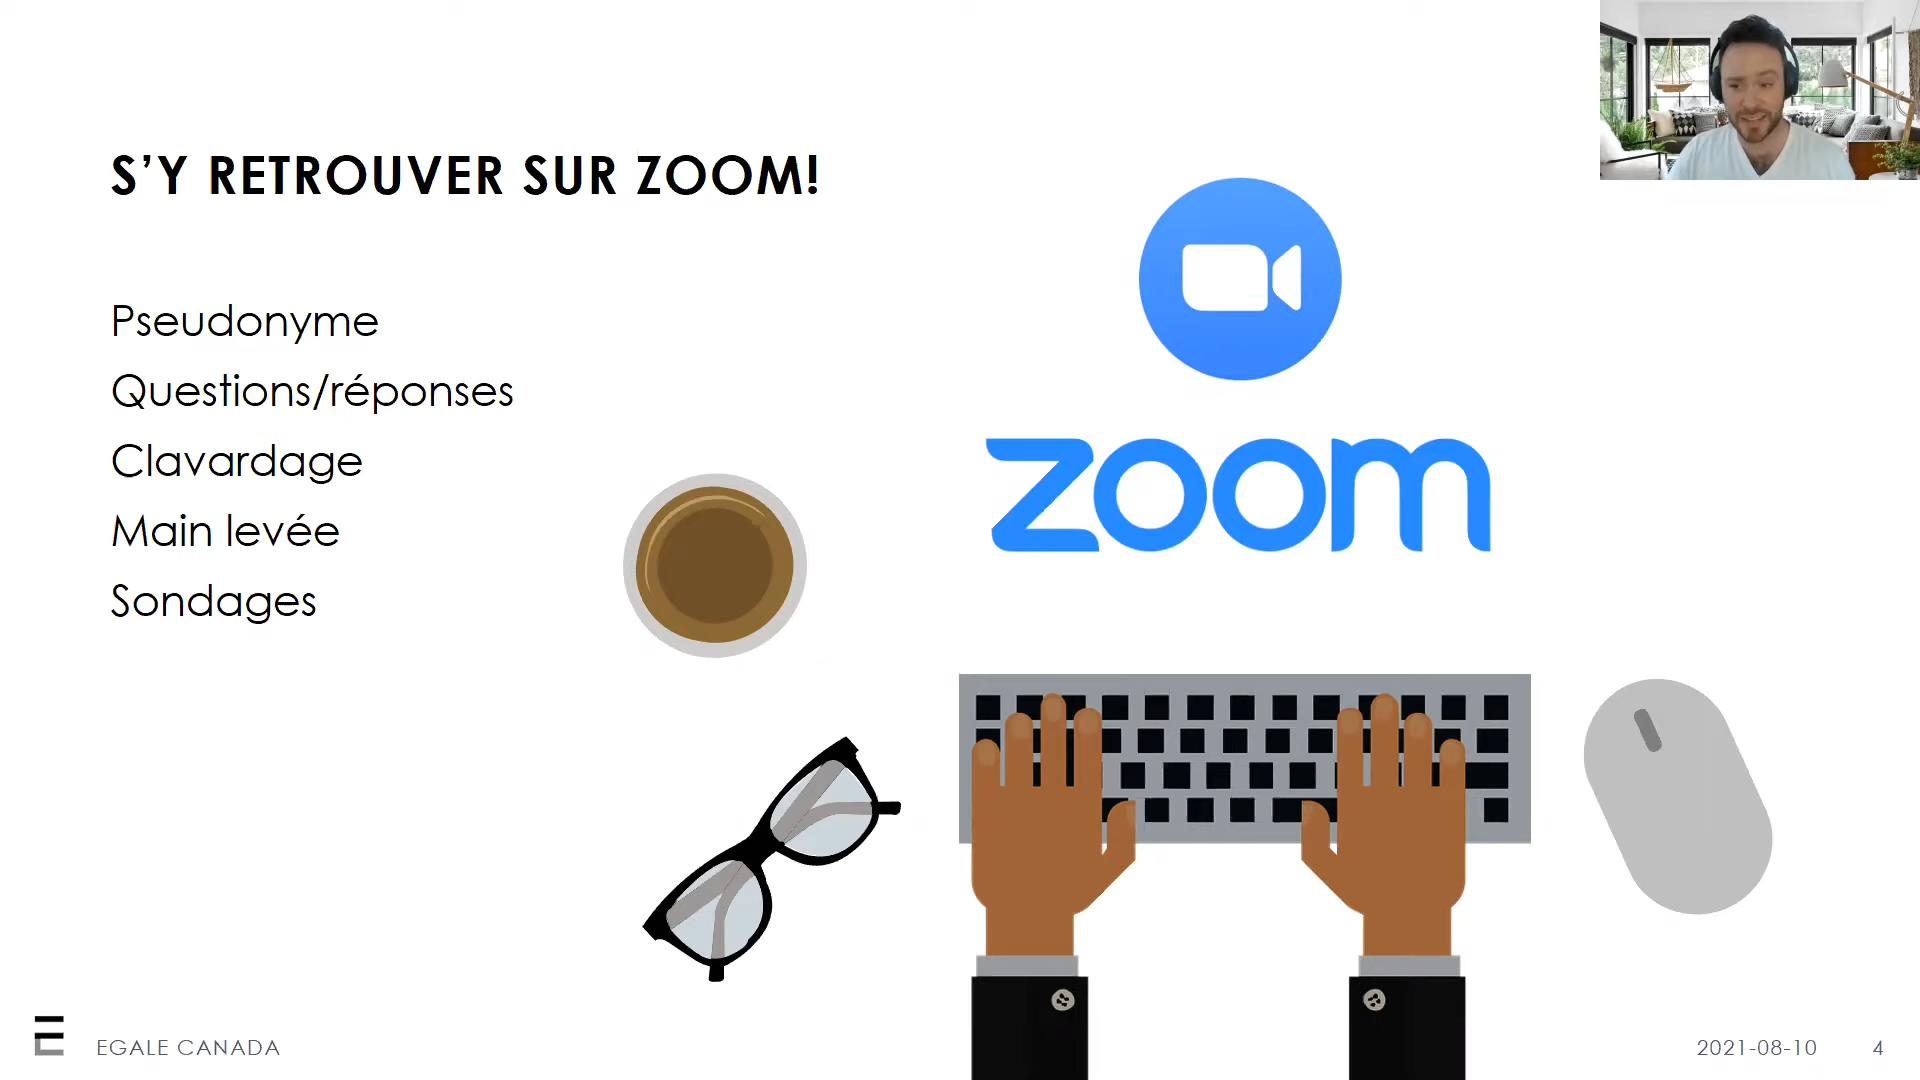 S’Y RETROUVER SUR ZOOM!
Pseudonyme
Questions/réponses
Clavardage
Main levée
Sondages
zoom
EGALE CANADA
2021-08-10
4